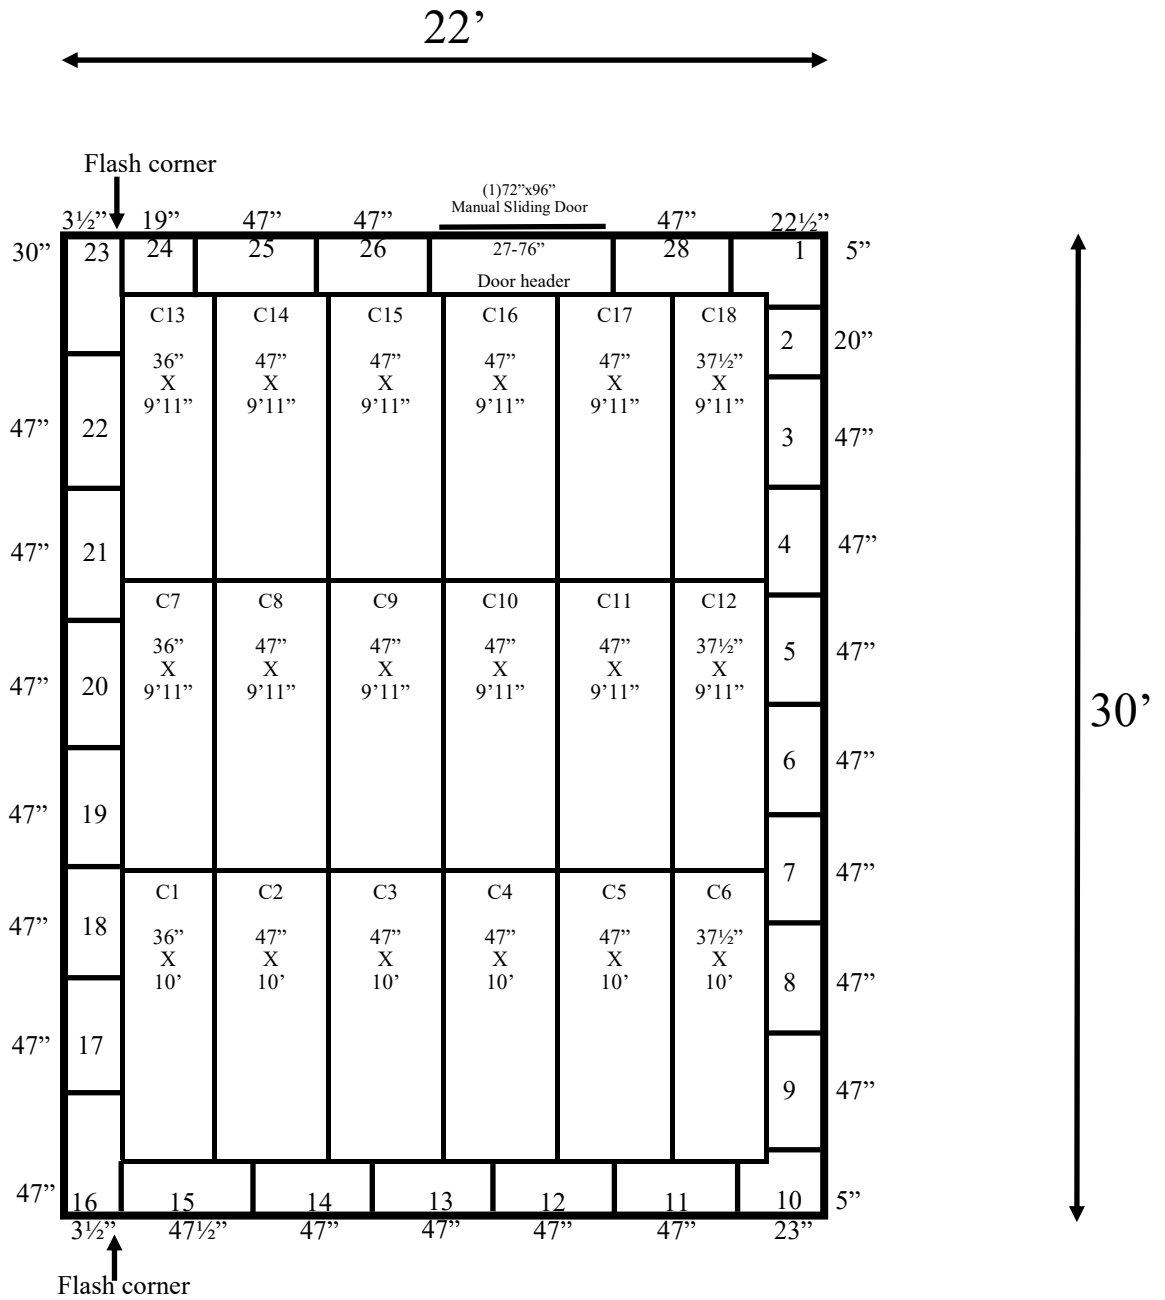 22’
Flash corner
(1)72”x96”
Manual Sliding Door
3½” 19” 47” 47” 47” 22½”
30” 23 24 25 26 27-76” 28 1 5”
Door header
C13 C14 C15 C16 C17 C18
2 20”
36” 47” 47” 47” 47” 37½”
X X X X X X
9’11” 9’11” 9’11” 9’11” 9’11” 9’11”
47” 22 3 47”
47” 21 4 47”
C7 C8 C9 C10 C11 C12
36” 47” 47” 47” 47” 37½”
5 47”
X X X X X X
47” 20 9’11” 9’11” 9’11” 9’11” 9’11” 9’11”
30’
6 47”
47” 19
7 47”
C1 C2 C3 C4 C5 C6
47” 18 36” 47” 47” 47” 47” 37½”
X X X X X X
10’ 10’ 10’ 10’ 10’ 10’ 8 47”
47” 17
9 47”
47” 16 15 14 13 12 11 10 5”
3½” 47½” 47” 47” 47” 47” 23”
Flash corner